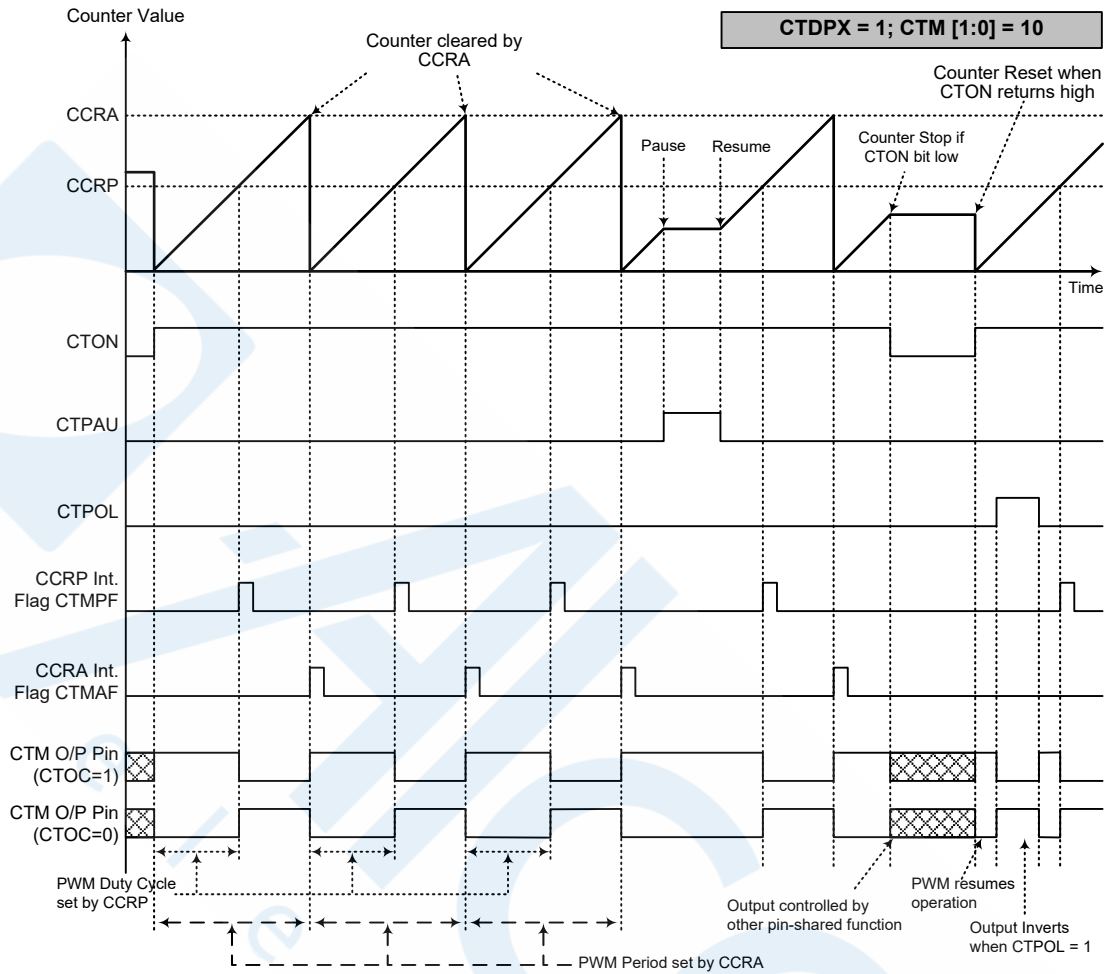 Counter Value
CTDPX = 1; CTM [1:0] = 10
Counter cleared by
CCRA
Counter Reset when
CTON returns high
CCRA
Pause
Resume
Counter Stop if
CTON bit low
CCRP
Time
CTON
CTPAU
CTPOL
CCRP Int.
Flag CTMPF
CCRA Int.
Flag CTMAF
CTM O/P Pin
(CTOC=1)
CTM O/P Pin
(CTOC=0)
PWM Duty Cycle
set by CCRP
Output controlled by
other pin-shared function
PWM resumes
operation
Output Inverts
when CTPOL = 1
PWM Period set by CCRA